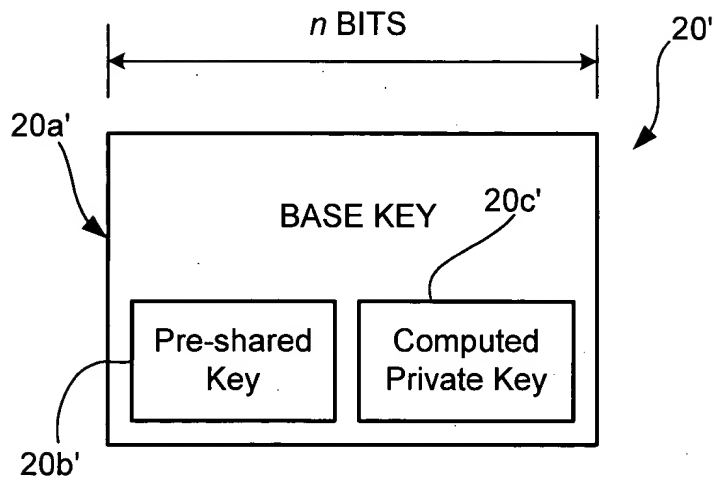 n BITS
20'
20a'
BASE KEY
20c'
Pre-shared
Key
Computed
Private Key
20b'